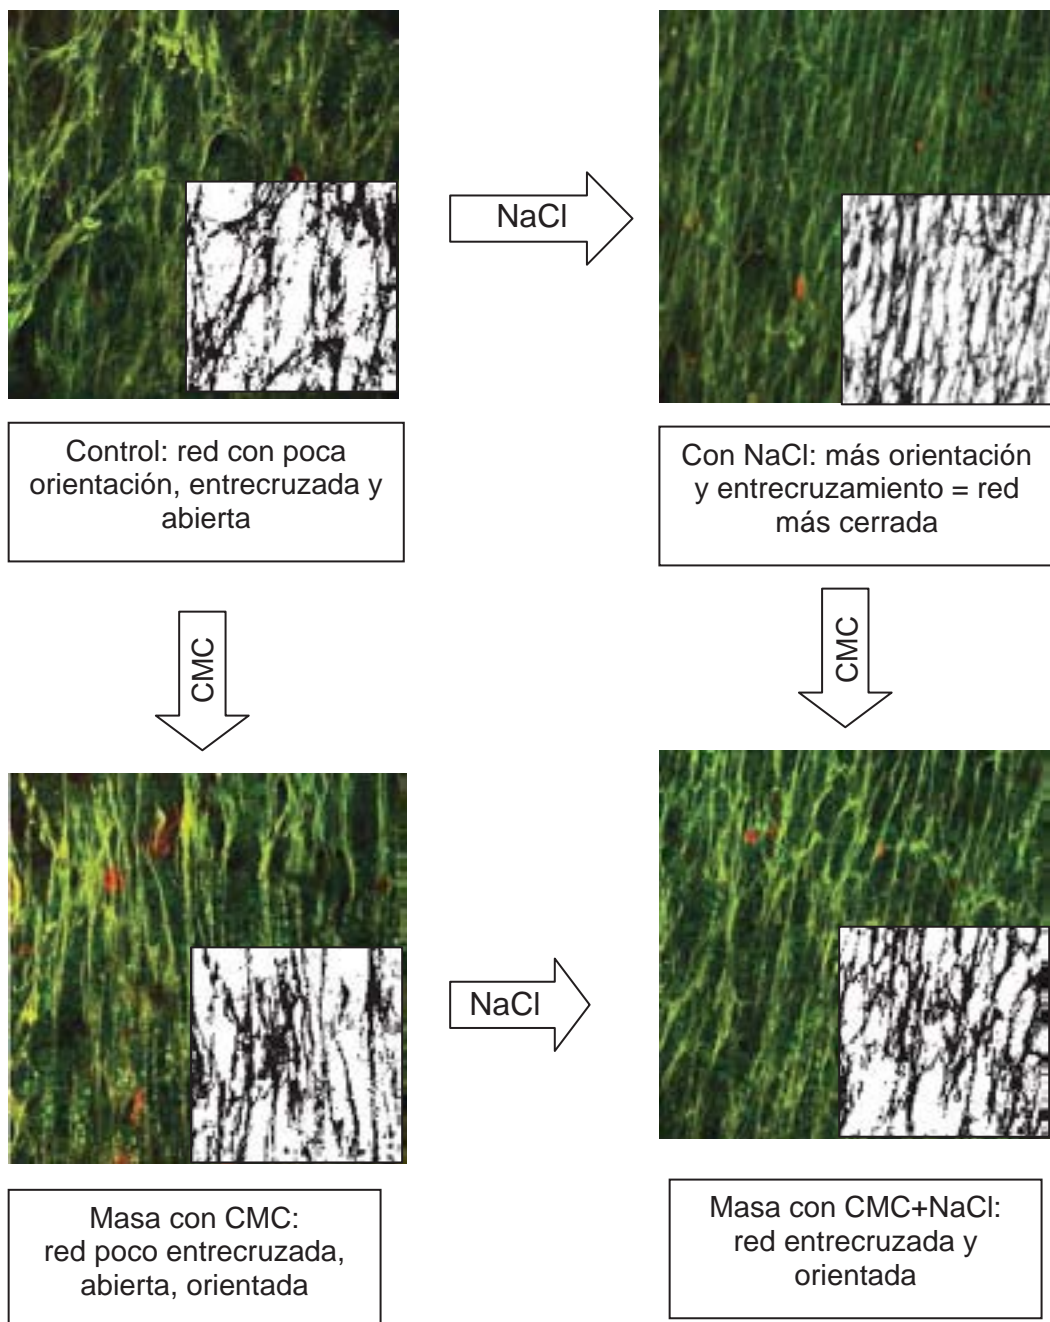 NaCl
Control: red con poca
orientación, entrecruzada y
abierta
Con NaCl: más orientación
y entrecruzamiento = red
más cerrada
CMC
CMC
NaCl
Masa con CMC:
red poco entrecruzada,
abierta, orientada
Masa con CMC+NaCl:
red entrecruzada y
orientada